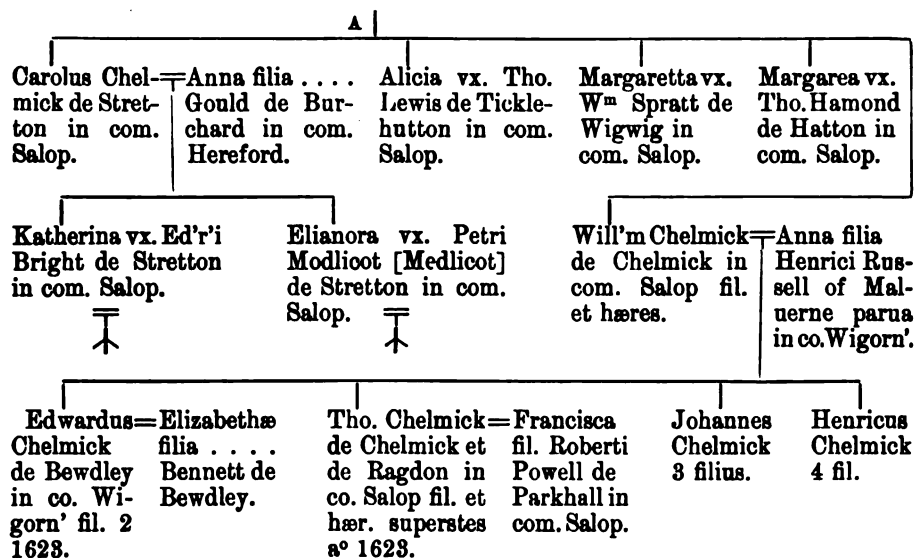 A
Carolus Chel-
mick de Stret-
ton in com.
Salop.
Anna filia . . . .
Gould de Bur-
chard in com.
Hereford.
Alicia vx. Tho.
Lewis de Tickle-
hutton in com.
Salop.
Margaretta vx.
Wm Spratt de
Wigwig in
com. Salop.
Margarea vx.
Tho. Hamond
de Hatton in
com. Salop.
Katherina vx. Ed'r'i
Bright de Stretton
in com. Salop.
Elianora vx. Petri
Modlicot [Medlicot]
de Stretton in com.
Salop.
Will'm Chelmick
de Chelmick in
com. Salop fil.
et hæres.
Anna filia
Henrici Rus-
sell of Mal-
uerne parua
in co. Wigorn'.
Edwardus
Chelmick
de Bewdley
in co. Wi-
gorn' fil. 2
1623.
Elizabethæ
filia . . . .
Bennett de
Bewdley.
Tho. Chelmick
de Chelmick et
de Ragdon in
co. Salop fil. et
hær. superstes
aº 1623.
Francisca
fil. Roberti
Powell de
Parkhall in
com. Salop.
Johannes
Chelmick
3 filius.
Henricus
Chelmick
4 fil.